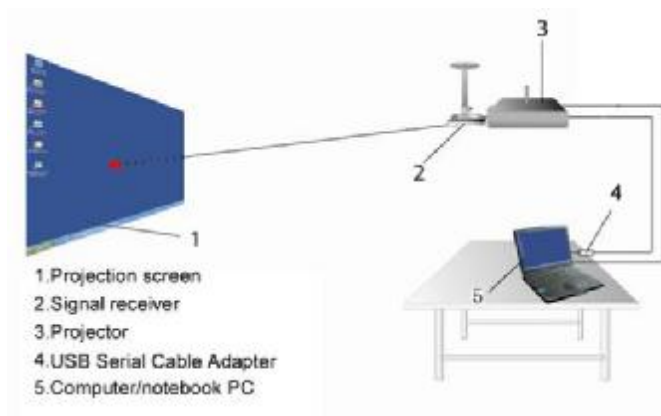 3
2
4
1
5
1.Projection screen
2.Signal receiver
3.Projector
4.USB Serial Cable Adapter
5.Computer/notebook PC